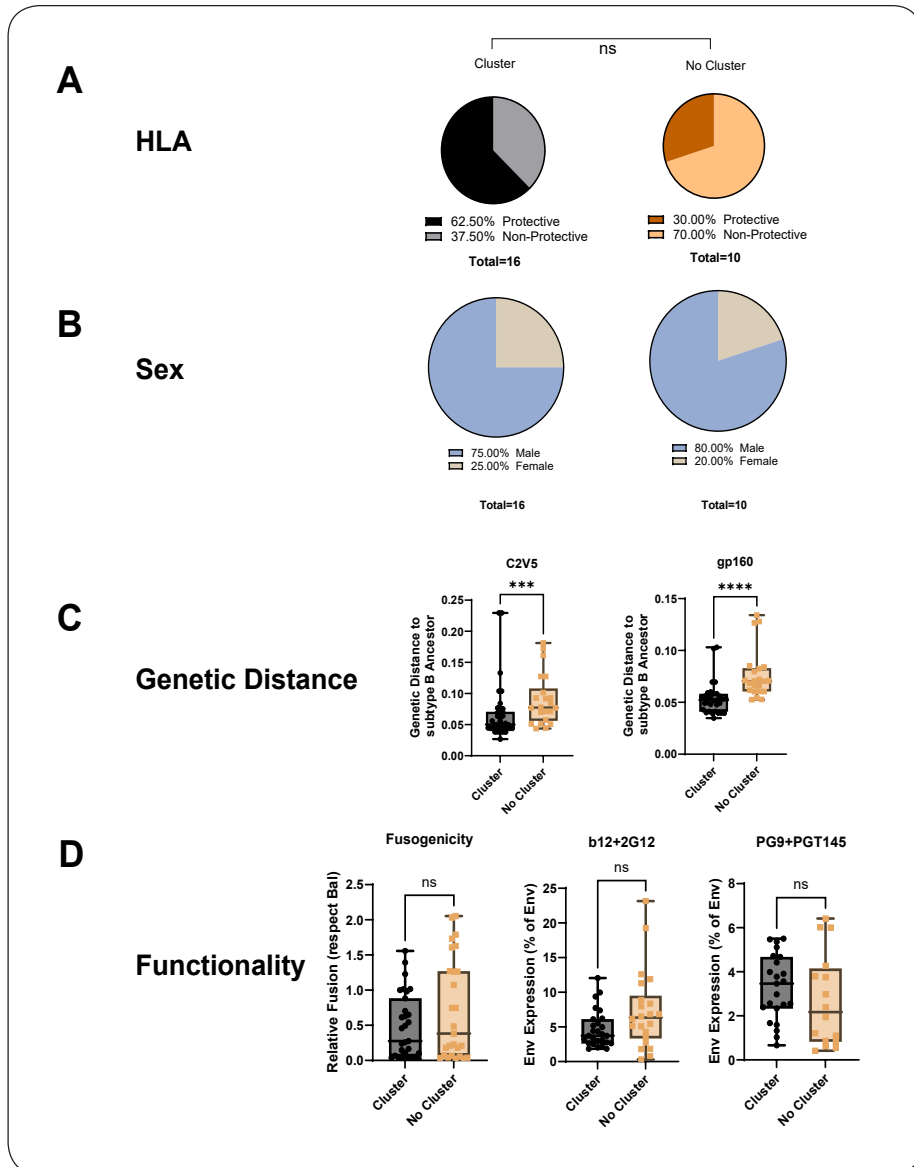 A
HLA
ns
Cluster
No Cluster
62.50% Protective
37.50% Non-Protective
Total=16
30.00% Protective
70.00% Non-Protective
Total=10
B
Sex
75.00% Male
25.00% Female
Total=16
80.00% Male
20.00% Female
Total=10
C
Genetic Distance
C2V5
***
Genetic Distance to
subtype B Ancestor
0.25
0.20
0.15
0.10
0.05
0.00
Cluster
No Cluster
gp160
****
Genetic Distance to
subtype B Ancestor
0.15
0.10
0.05
0.00
Cluster
No Cluster
D
Functionality
Fusogenicity
ns
Relative Fusion (respect Bal)
2.5
2.0
1.5
1.0
0.5
0.0
Cluster
No Cluster
b12+2G12
ns
Env Expression (% of Env)
25
20
15
10
5
0
Cluster
No Cluster
PG9+PGT145
ns
Env Expression (% of Env)
8
6
4
2
0
Cluster
No Cluster